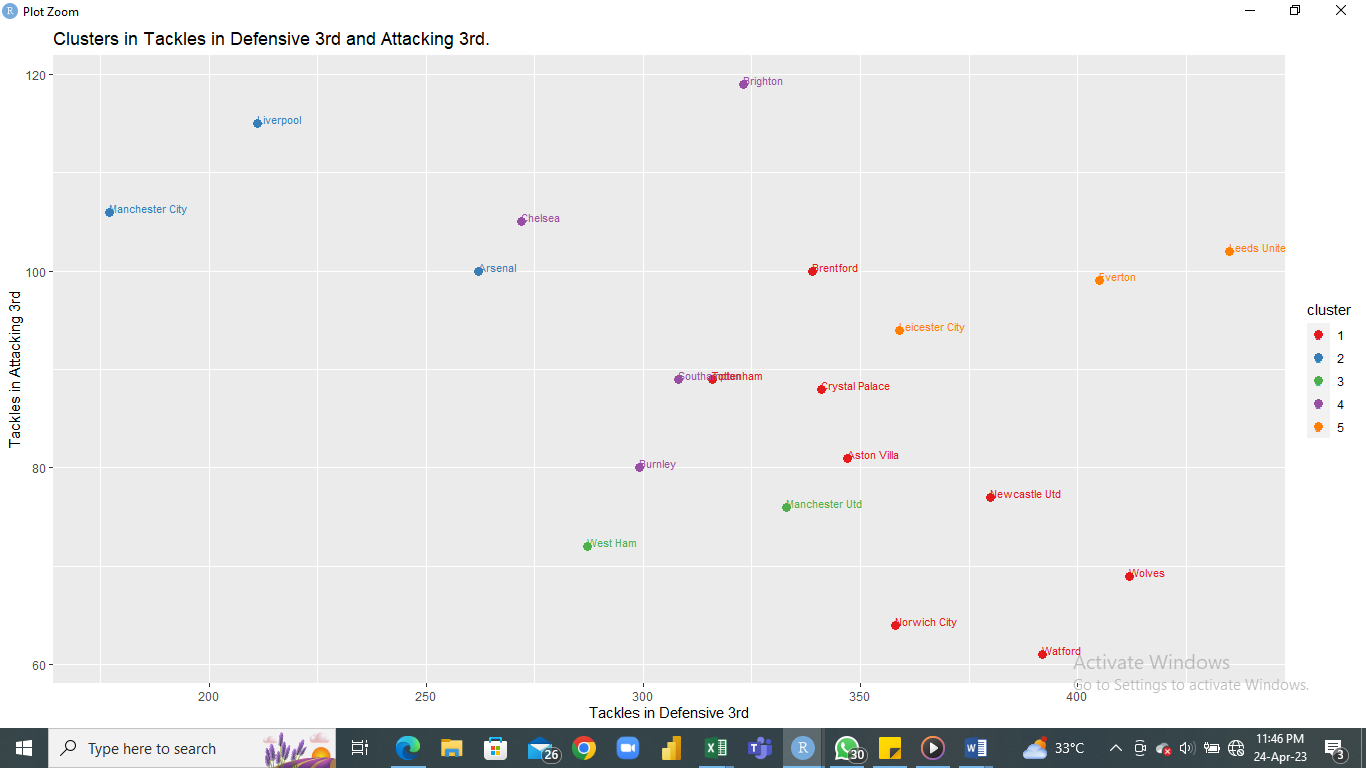 Plot Zoom
Clusters in Tackles in Defensive 3rd and Attacking 3rd.
120
Brighton
Liverpool
Manchester City
Chelsea
Leeds Unite
100
Arsenal
Brentford
Everton
Tackles in Attacking 3rd
cluster
1
2
3
4
5
Leicester City
Southampton
Tottenham
Crystal Palace
80
Burnley
Aston Villa
Newcastle Utd
Manchester Utd
West Ham
Wolves
Norwich City
60
Watford
Activate Windows
Go to Settings to activate Windows.
200 250 300 350 400
Tackles in Defensive 3rd
Type here to search
26
30
33°C
11:46 PM
24-Apr-23
3